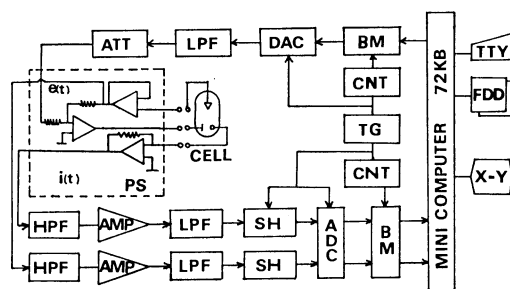 ATT
LPF
DAC
BM
CNT
TG
CNT
MINI COMPUTER 72KB
TTY
FDD
X-Y
e(t)
i(t)
PS
CELL
HPF
AMP
LPF
SH
ADC
BM
HPF
AMP
LPF
SH